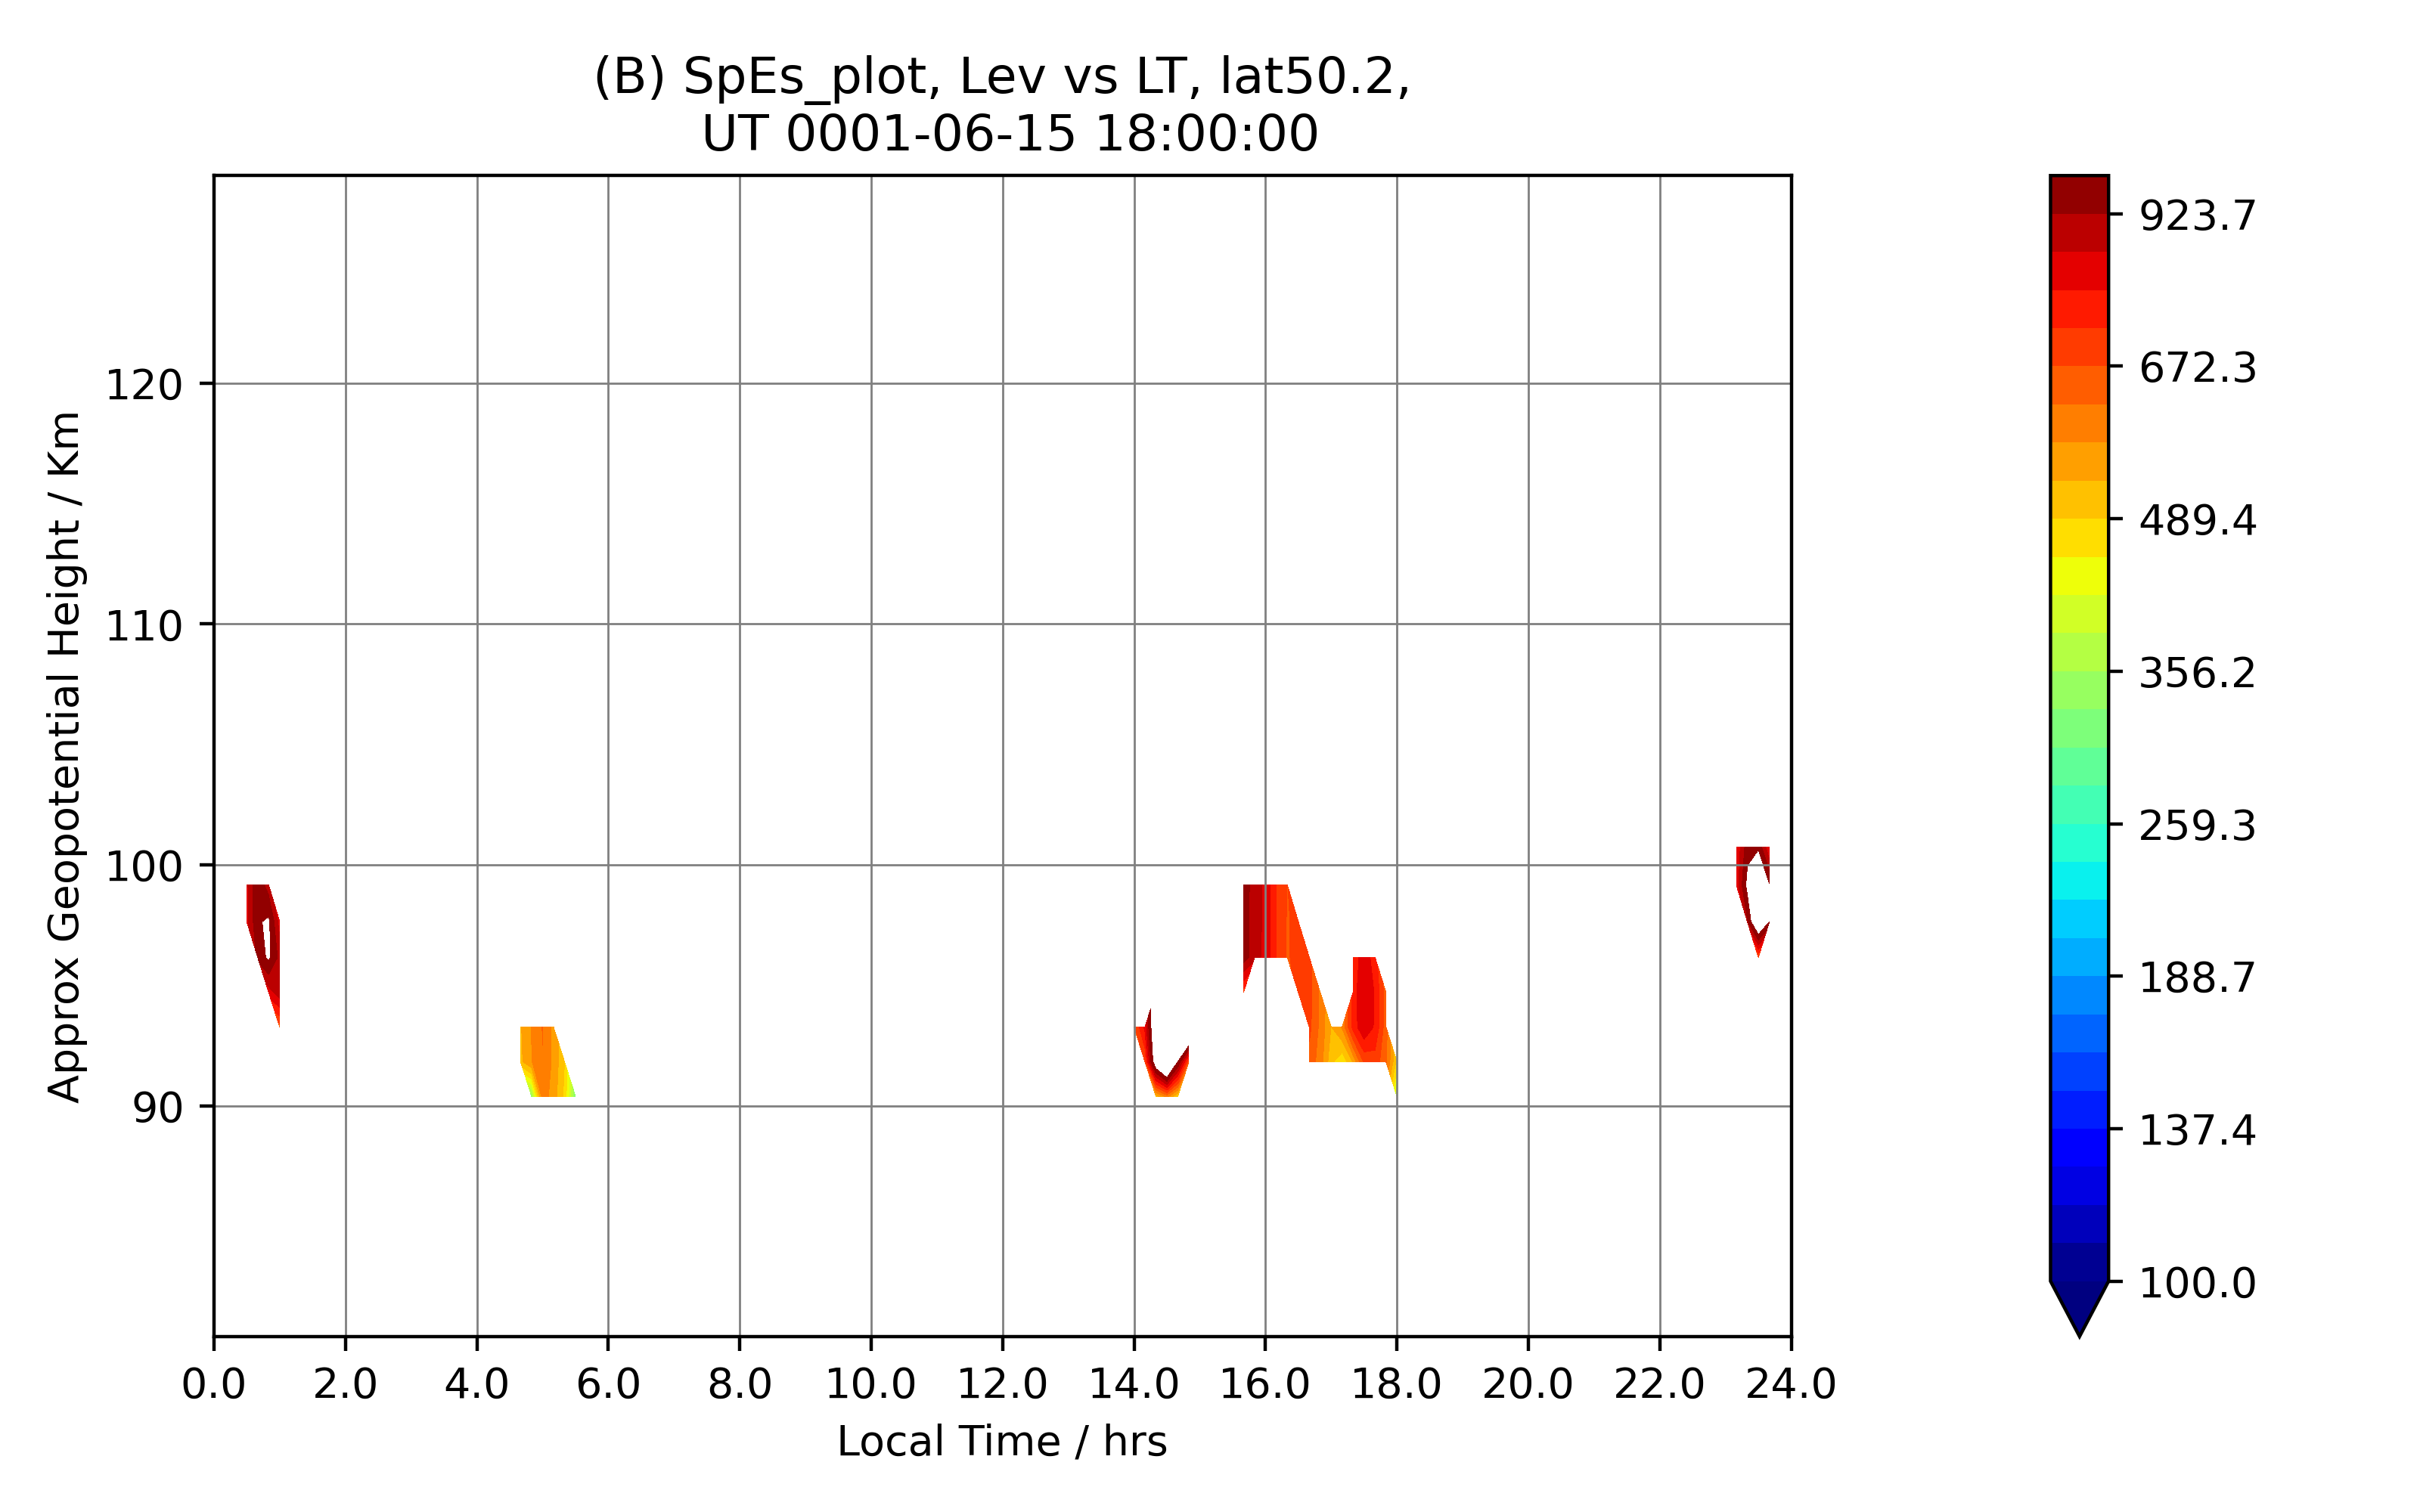 (B) SpEs_plot, Lev vs LT, lat50.2,
UT 0001-06-15 18:00:00
Approx Geopotential Height / Km
120
110
100
90
0.0 2.0 4.0 6.0 8.0 10.0 12.0 14.0 16.0 18.0 20.0 22.0 24.0
Local Time / hrs
923.7
672.3
489.4
356.2
259.3
188.7
137.4
100.0